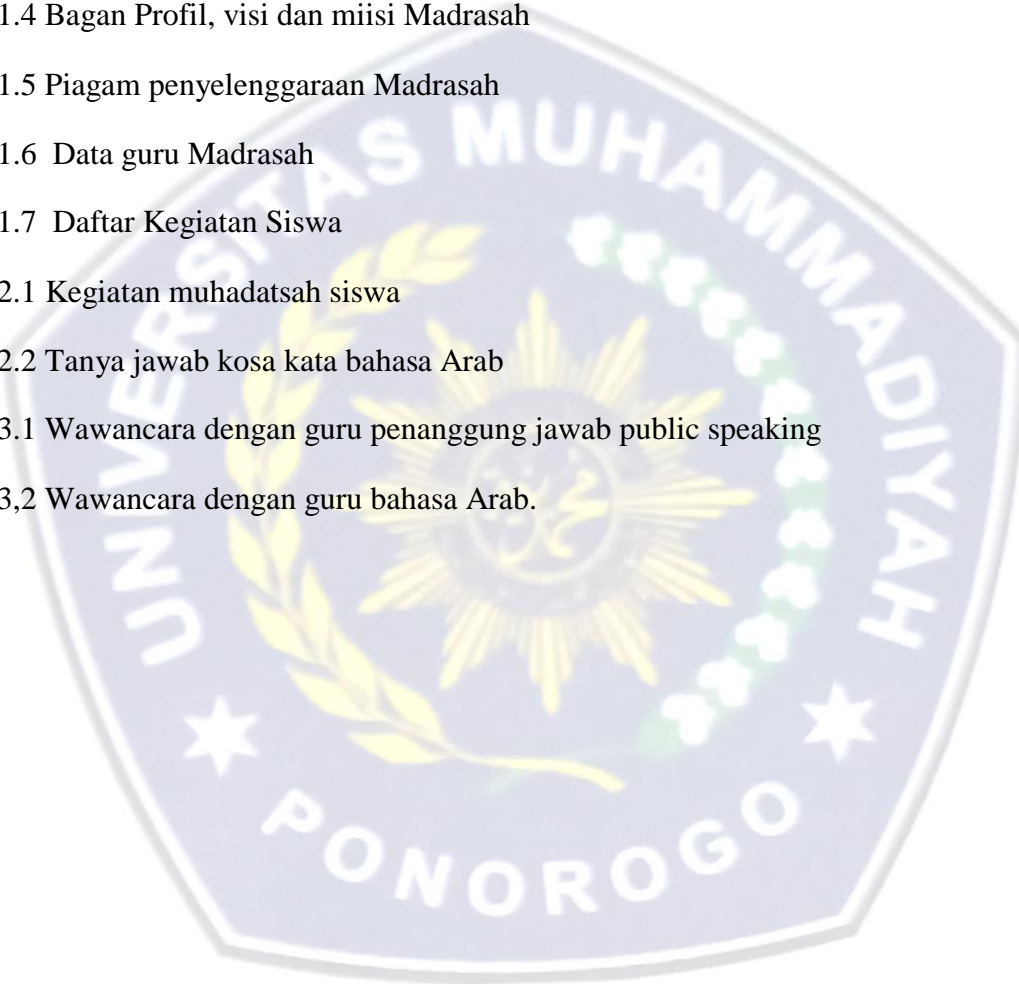 1.4 Bagan Profil, visi dan miisi Madrasah
1.5 Piagam penyelenggaraan Madrasah
1.6 Data guru Madrasah
1.7 Daftar Kegiatan Siswa
2.1 Kegiatan muhadatsah siswa
2.2 Tanya jawab kosa kata bahasa Arab
3.1 Wawancara dengan guru penanggung jawab public speaking
3,2 Wawancara dengan guru bahasa Arab.
UNIVERSITAS MUHAMMADIYAH
PONOROGO